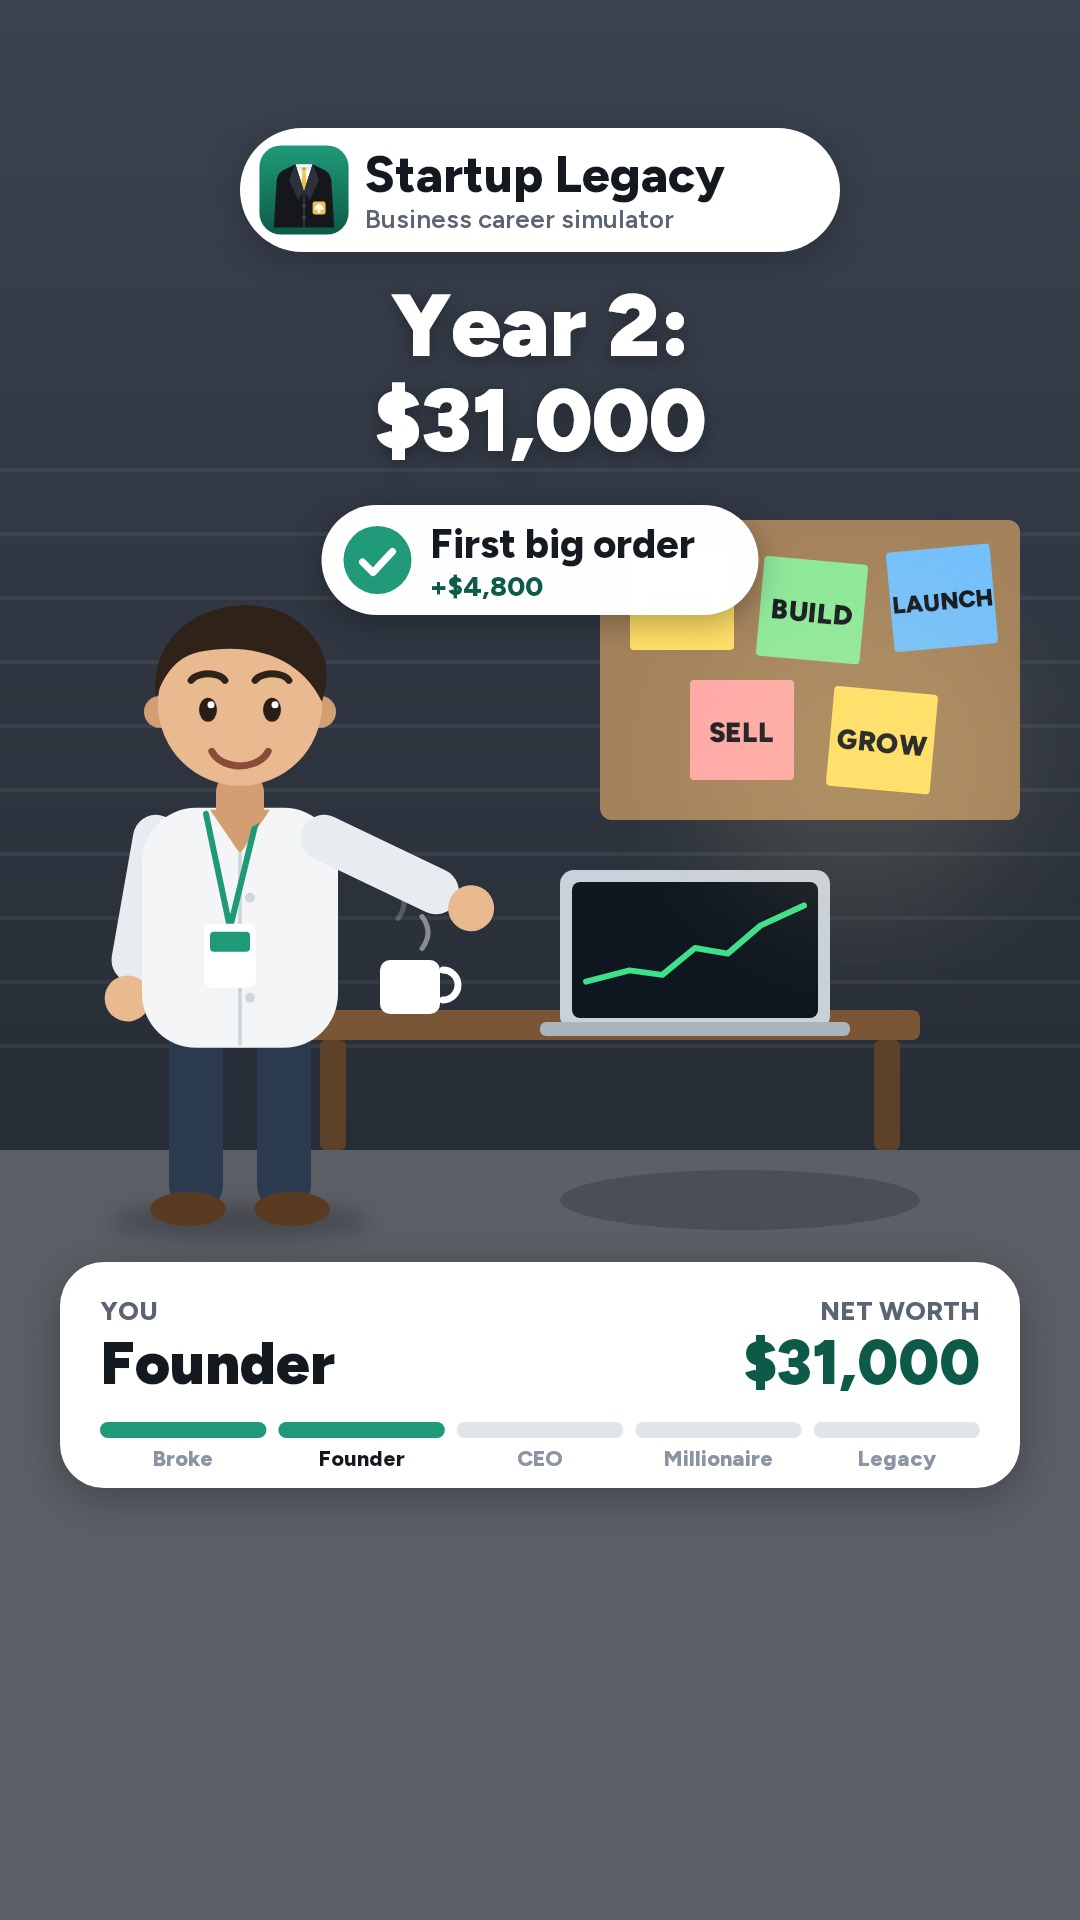 Startup Legacy
Business career simulator
Year 2:
$31,000
First big order
+$4,800
BUILD
LAUNCH
SELL
GROW
YOU
NET WORTH
Founder
$31,000
Broke
Founder
CEO
Millionaire
Legacy